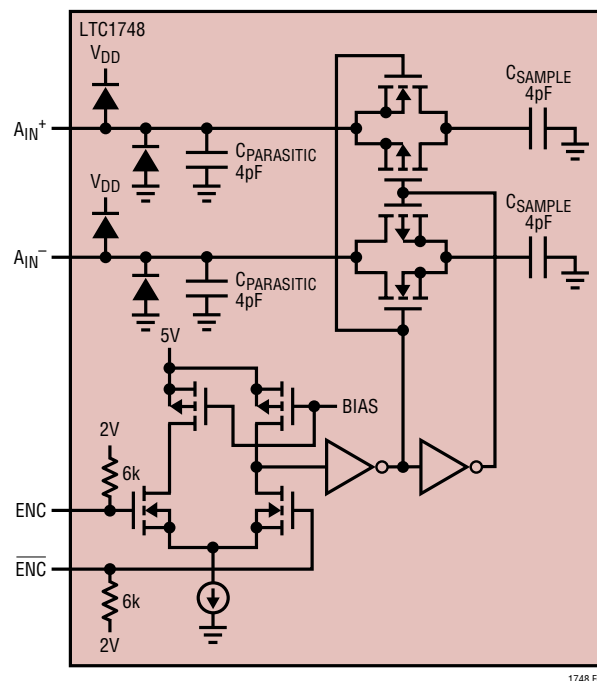 LTC1748
VDD
AIN+
CPARASITIC
4pF
CSAMPLE
4pF
VDD
AIN−
CPARASITIC
4pF
CSAMPLE
4pF
5V
BIAS
2V
6k
ENC
ENC
6k
2V
1748 F